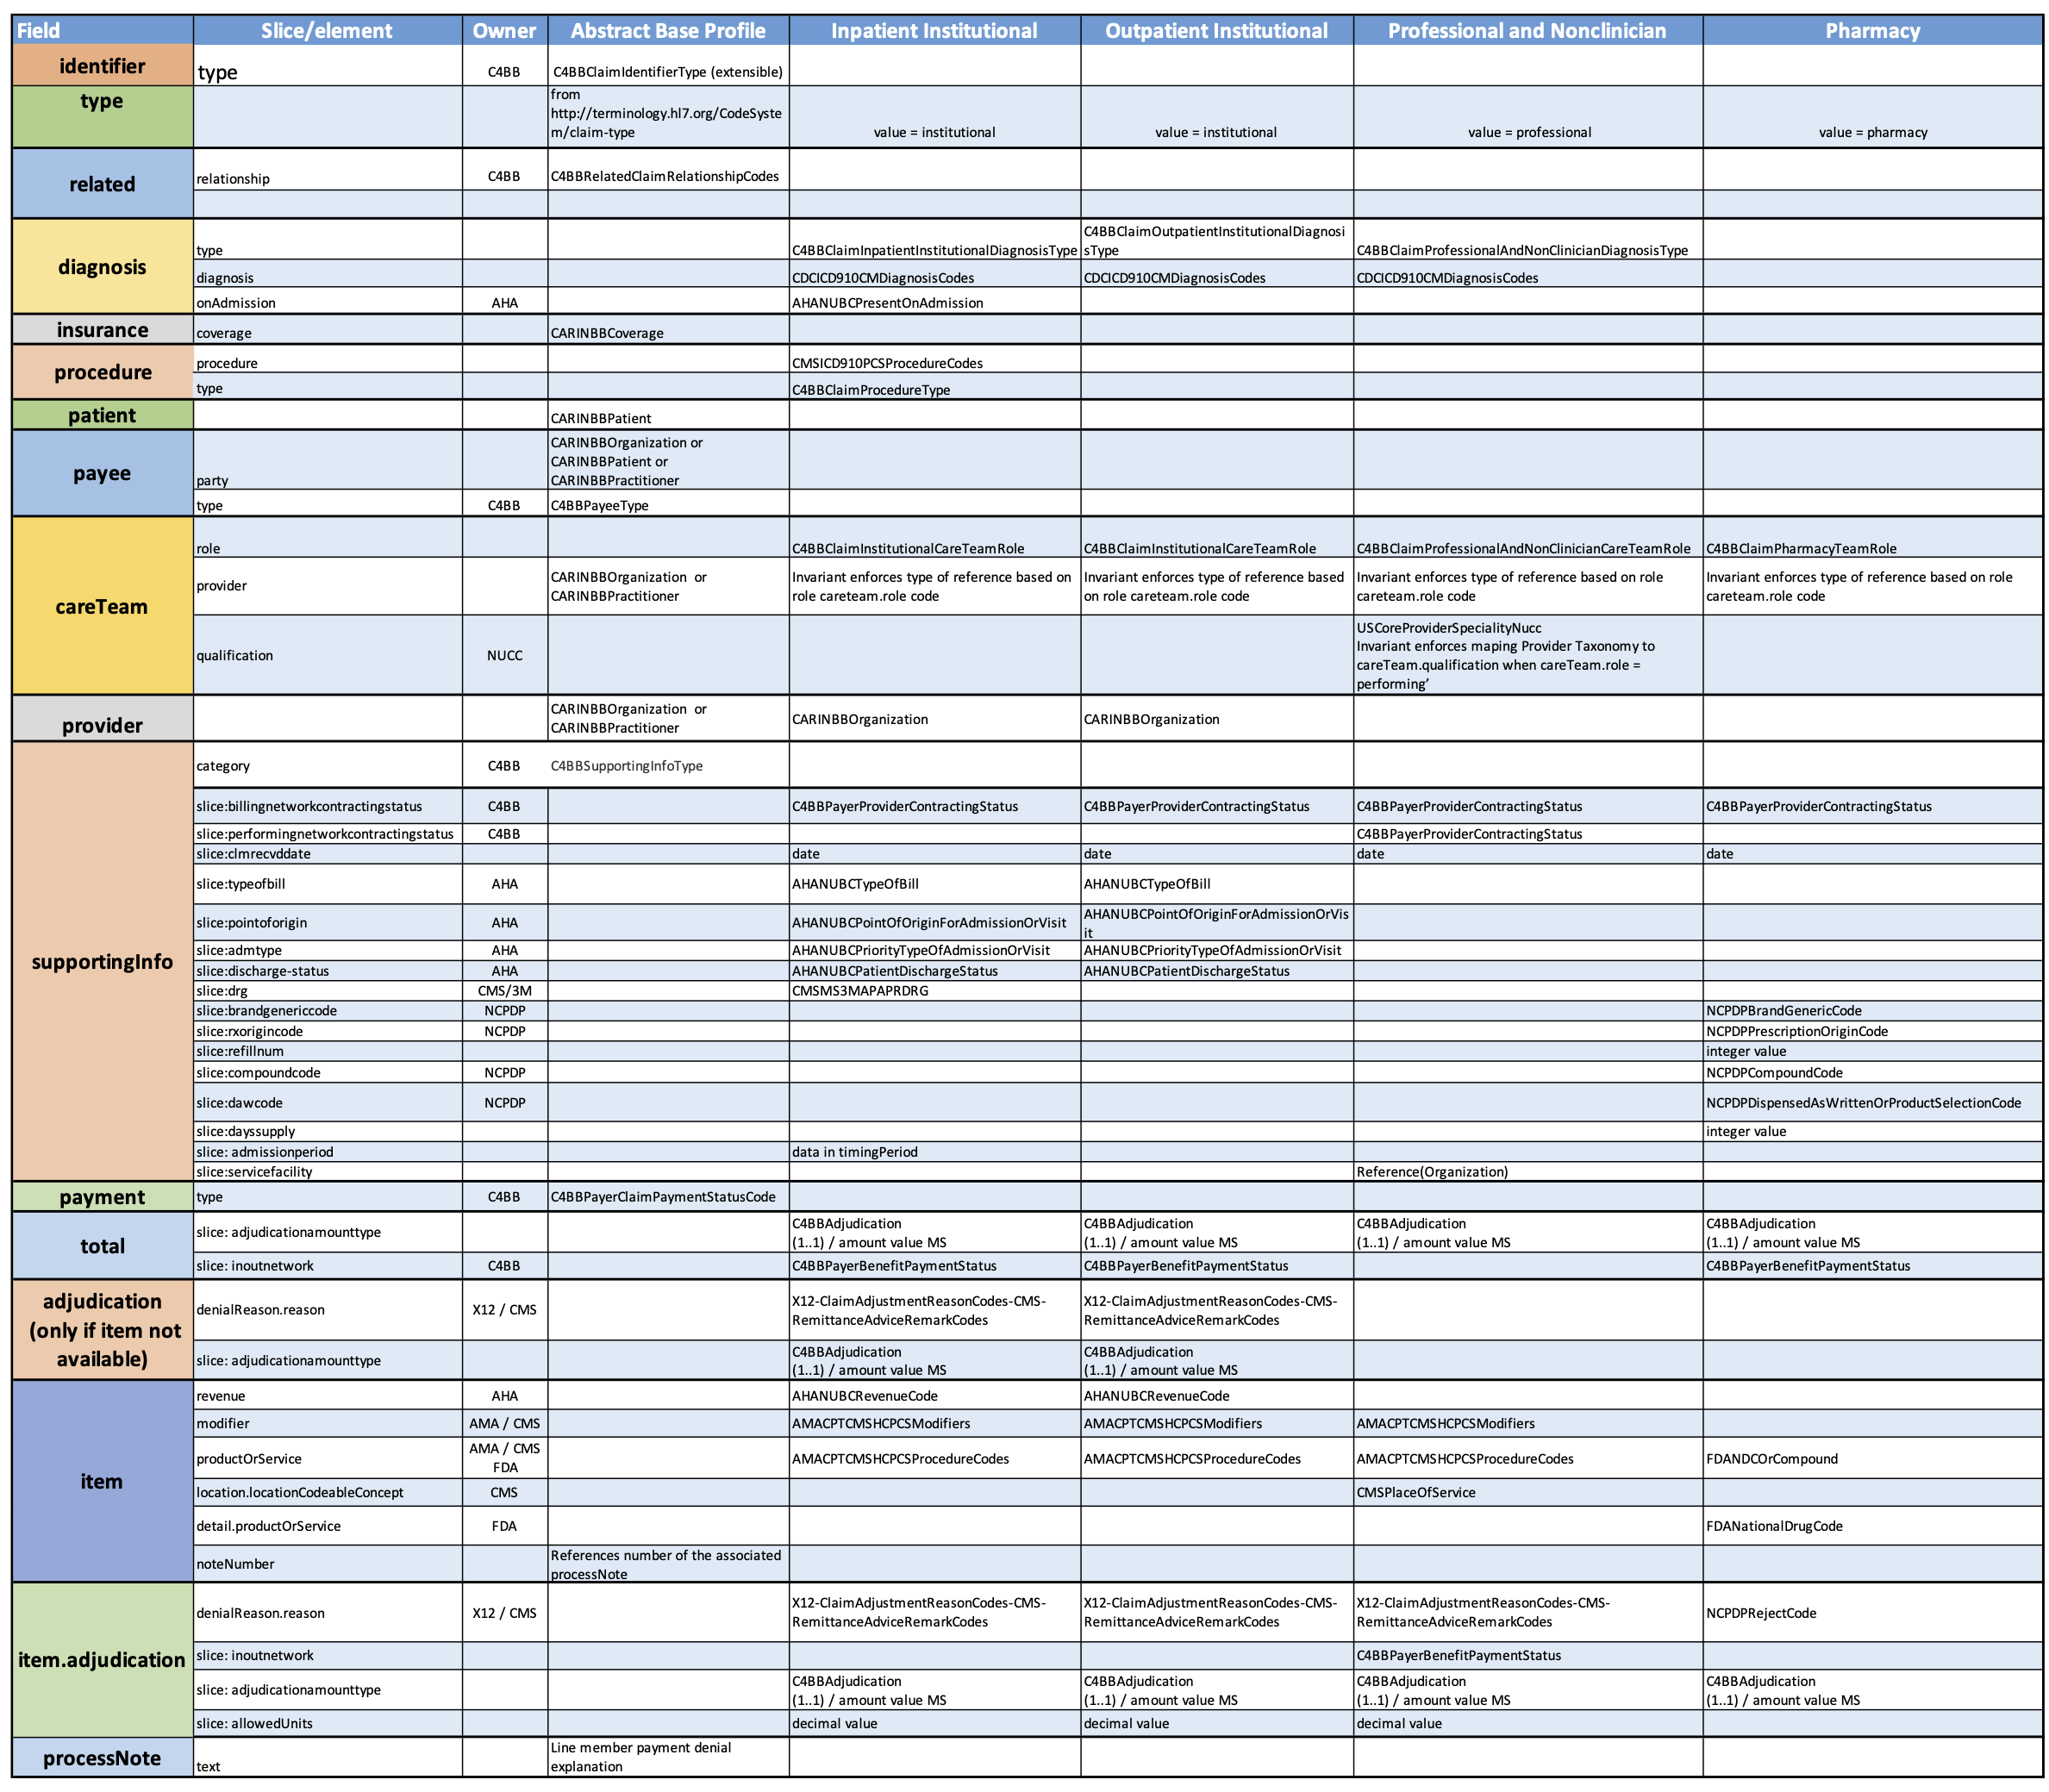 Field Slice/element Owner Abstract Base Profile Inpatient Institutional Outpatient Institutional Professional and Nonclinician Pharmacy
identifier type C4BB C4BBClaimIdentifierType (extensible)
type from
http://terminology.hl7.org/CodeSyste
m/claim-type value = institutional value = institutional value = professional value = pharmacy
related relationship C4BB C4BBRelatedClaimRelationshipCodes
diagnosis
C4BBClaimOutpatientInstitutionalDiagnosi
type C4BBClaimInpatientInstitutionalDiagnosisType sType C4BBClaimProfessionalAndNonClinicianDiagnosisType
diagnosis CDCICD910CMDiagnosisCodes CDCICD910CMDiagnosisCodes CDCICD910CMDiagnosisCodes
onAdmission AHA AHANUBCPresentOnAdmission
insurance coverage CARINBBCoverage
procedure
procedure CMSICD910PCSProcedureCodes
type C4BBClaimProcedureType
patient CARINBBPatient
payee
CARINBBOrganization or
CARINBBPatient or
party CARINBBPractitioner
type C4BB C4BBPayeeType
careTeam
role C4BBClaimInstitutionalCareTeamRole C4BBClaimInstitutionalCareTeamRole C4BBClaimProfessionalAndNonClinicianCareTeamRole C4BBClaimPharmacyTeamRole
provider CARINBBOrganization or Invariant enforces type of reference based on Invariant enforces type of reference based Invariant enforces type of reference based on role Invariant enforces type of reference based on role
CARINBBPractitioner role careteam.role code on role careteam.role code careteam.role code careteam.role code
USCoreProviderSpecialityNucc
Invariant enforces maping Provider Taxonomy to
qualification NUCC careTeam.qualification when careTeam.role =
performing’
provider CARINBBOrganization or CARINBBOrganization CARINBBOrganization
CARINBBPractitioner
supportingInfo
category C4BB C4BBSupportingInfoType
slice:billingnetworkcontractingstatus C4BB C4BBPayerProviderContractingStatus C4BBPayerProviderContractingStatus C4BBPayerProviderContractingStatus C4BBPayerProviderContractingStatus
slice:performingnetworkcontractingstatus C4BB C4BBPayerProviderContractingStatus
slice:clmrecvddate date date date date
slice:typeofbill AHA AHANUBCTypeOfBill AHANUBCTypeOfBill
slice:pointoforigin AHA AHANUBCPointOfOriginForAdmissionOrVisit AHANUBCPointOfOriginForAdmissionOrVis
it
slice:admtype AHA AHANUBCPriorityTypeOfAdmissionOrVisit AHANUBCPriorityTypeOfAdmissionOrVisit
slice:discharge-status AHA AHANUBCPatientDischargeStatus AHANUBCPatientDischargeStatus
slice:drg CMS/3M CMSMS3MAPAPRDRG
slice:brandgenericcode NCPDP NCPDPBrandGenericCode
slice:rxorigincode NCPDP NCPDPPrescriptionOriginCode
slice:refillnum integer value
slice:compoundcode NCPDP NCPDPCompoundCode
slice:dawcode NCPDP NCPDPDispensedAsWrittenOrProductSelectionCode
slice:dayssupply integer value
slice: admissionperiod data in timingPeriod
slice:servicefacility Reference(Organization)
payment type C4BB C4BBPayerClaimPaymentStatusCode
total
slice: adjudicationamounttype C4BBAdjudication C4BBAdjudication C4BBAdjudication C4BBAdjudication
(1..1) / amount value MS (1..1) / amount value MS (1..1) / amount value MS (1..1) / amount value MS
slice: inoutnetwork C4BB C4BBPayerBenefitPaymentStatus C4BBPayerBenefitPaymentStatus C4BBPayerBenefitPaymentStatus
adjudication
(only if item not
available)
denialReason.reason X12 / CMS X12-ClaimAdjustmentReasonCodes-CMS- X12-ClaimAdjustmentReasonCodes-CMS-
RemittanceAdviceRemarkCodes RemittanceAdviceRemarkCodes
slice: adjudicationamounttype C4BBAdjudication C4BBAdjudication
(1..1) / amount value MS (1..1) / amount value MS
item
revenue AHA AHANUBCRevenueCode AHANUBCRevenueCode
modifier AMA / CMS AMACPTCMSHCPCSModifiers AMACPTCMSHCPCSModifiers AMACPTCMSHCPCSModifiers
productOrService AMA / CMS AMACPTCMSHCPCSProcedureCodes AMACPTCMSHCPCSProcedureCodes AMACPTCMSHCPCSProcedureCodes FDANDCOrCompound
FDA
location.locationCodeableConcept CMS CMSPlaceOfService
detail.productOrService FDA FDANationalDrugCode
noteNumber References number of the associated
processNote
item.adjudication
denialReason.reason X12 / CMS X12-ClaimAdjustmentReasonCodes-CMS- X12-ClaimAdjustmentReasonCodes-CMS- X12-ClaimAdjustmentReasonCodes-CMS- NCPDPRejectCode
RemittanceAdviceRemarkCodes RemittanceAdviceRemarkCodes RemittanceAdviceRemarkCodes
slice: inoutnetwork C4BBPayerBenefitPaymentStatus
slice: adjudicationamounttype C4BBAdjudication C4BBAdjudication C4BBAdjudication C4BBAdjudication
(1..1) / amount value MS (1..1) / amount value MS (1..1) / amount value MS (1..1) / amount value MS
slice: allowedUnits decimal value decimal value decimal value
processNote Line member payment denial
text explanation